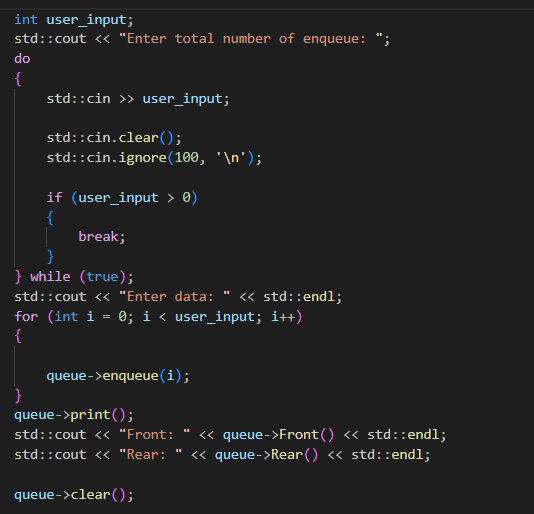 int user_input;
std::cout << "Enter total number of enqueue: ";
do
{
    std::cin >> user_input;

    std::cin.clear();
    std::cin.ignore(100, '\n');

    if (user_input > 0)
    {
        break;
    }
} while (true);
std::cout << "Enter data: " << std::endl;
for (int i = 0; i < user_input; i++)
{

    queue->enqueue(i);
}
queue->print();
std::cout << "Front: " << queue->Front() << std::endl;
std::cout << "Rear: " << queue->Rear() << std::endl;

queue->clear();